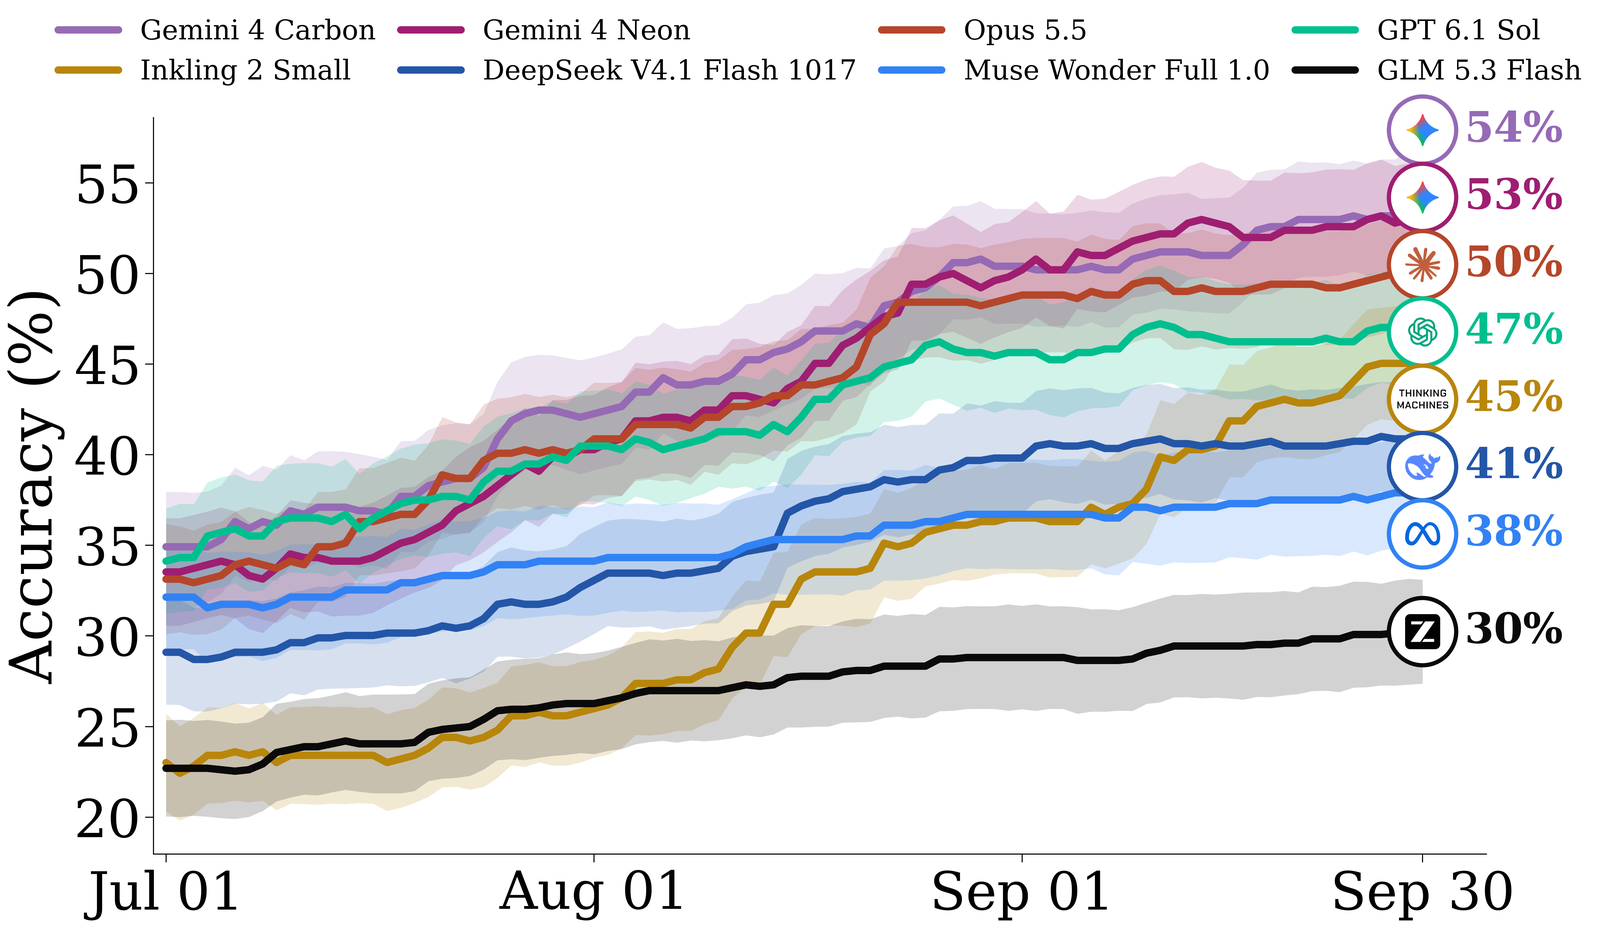 Gemini 4 Carbon Gemini 4 Neon Opus 5.5 GPT 6.1 Sol
Inkling 2 Small DeepSeek V4.1 Flash 1017 Muse Wonder Full 1.0 GLM 5.3 Flash
Accuracy (%)
55
50
45
40
35
30
25
20
Jul 01 Aug 01 Sep 01 Sep 30
54%
53%
50%
47%
THINKING
MACHINES
45%
41%
38%
Z
30%